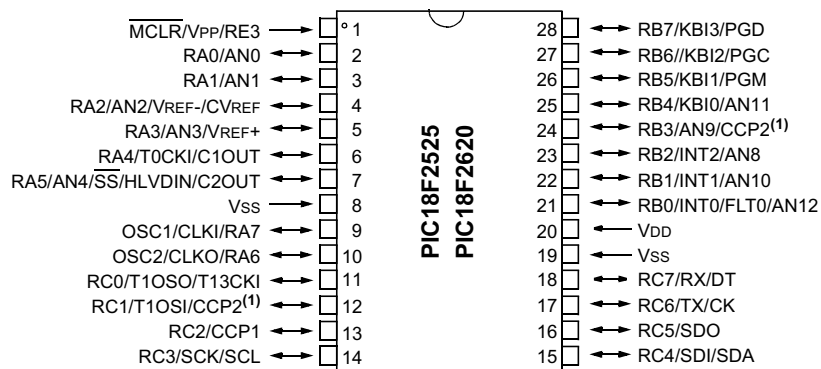 MCLR/VPP/RE3 1 28 RB7/KBI3/PGD
RA0/AN0 2 27 RB6//KBI2/PGC
RA1/AN1 3 26 RB5/KBI1/PGM
RA2/AN2/VREF-/CVREF 4 25 RB4/KBI0/AN11
RA3/AN3/VREF+ 5 24 RB3/AN9/CCP2(1)
RA4/T0CKI/C1OUT 6 23 RB2/INT2/AN8
RA5/AN4/SS/HLVDIN/C2OUT 7 22 RB1/INT1/AN10
VSS 8 21 RB0/INT0/FLT0/AN12
OSC1/CLKI/RA7 9 20 VDD
OSC2/CLKO/RA6 10 19 VSS
RC0/T1OSO/T13CKI 11 18 RC7/RX/DT
RC1/T1OSI/CCP2(1) 12 17 RC6/TX/CK
RC2/CCP1 13 16 RC5/SDO
RC3/SCK/SCL 14 15 RC4/SDI/SDA
PIC18F2525
PIC18F2620